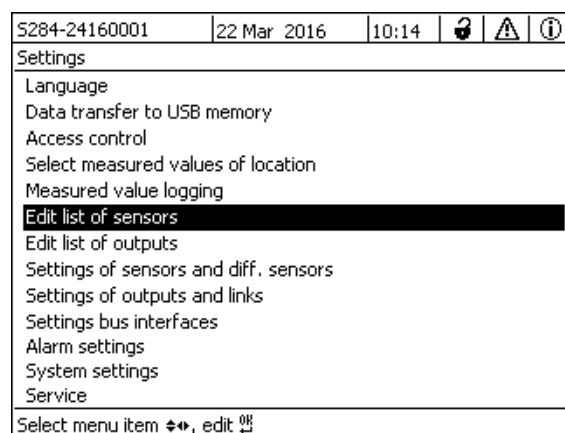 S284-24160001 22 Mar 2016 10:14
Settings
Language
Data transfer to USB memory
Access control
Select measured values of location
Measured value logging
Edit list of sensors
Edit list of outputs
Settings of sensors and diff. sensors
Settings of outputs and links
Settings bus interfaces
Alarm settings
System settings
Service
Select menu item, edit OK